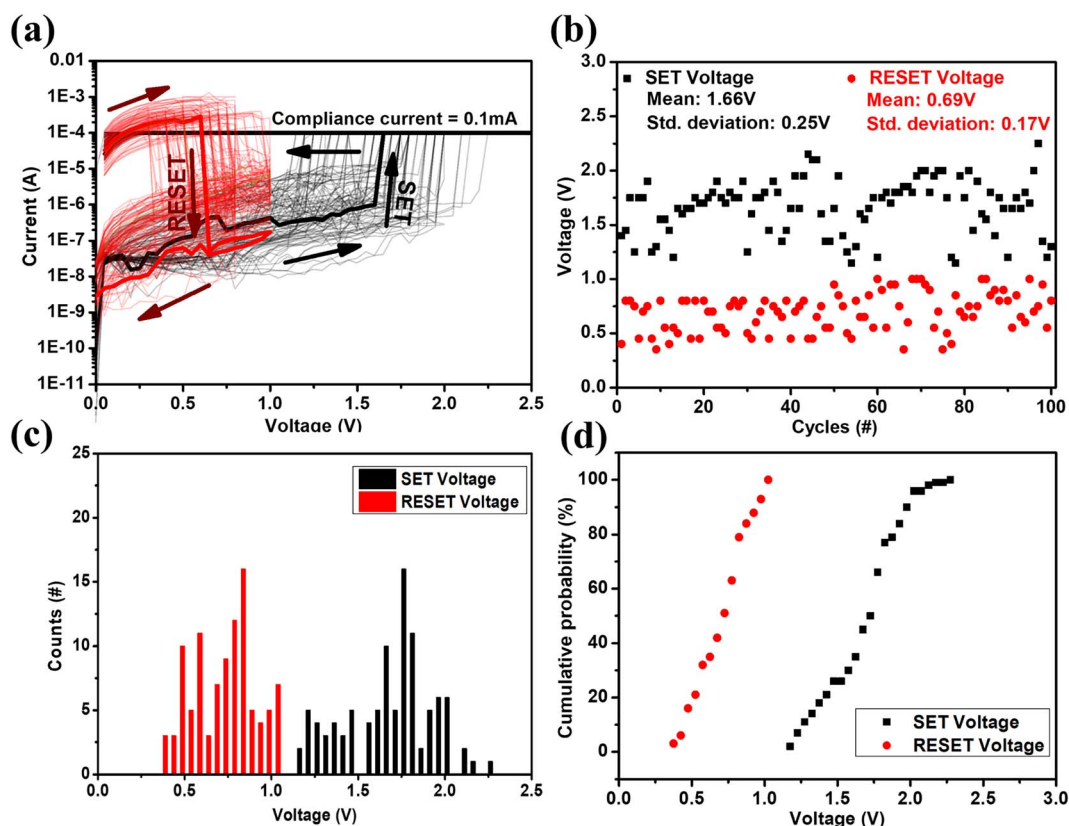 (a)
0.01
1E-3
1E-4
1E-5
1E-6
1E-7
1E-8
1E-9
1E-10
1E-11
Current (A)
Compliance current = 0.1mA
RESET
SET
0.0 0.5 1.0 1.5 2.0 2.5
Voltage (V)
(b)
3.0
2.5
2.0
1.5
1.0
0.5
0.0
Voltage (V)
SET Voltage
Mean: 1.66V
Std. deviation: 0.25V
RESET Voltage
Mean: 0.69V
Std. deviation: 0.17V
0 20 40 60 80 100
Cycles (#)
(c)
25
20
15
10
5
0
Counts (#)
SET Voltage
RESET Voltage
0.0 0.5 1.0 1.5 2.0 2.5
Voltage (V)
(d)
100
80
60
40
20
0
Cumulative probability (%)
SET Voltage
RESET Voltage
0.0 0.5 1.0 1.5 2.0 2.5 3.0
Voltage (V)